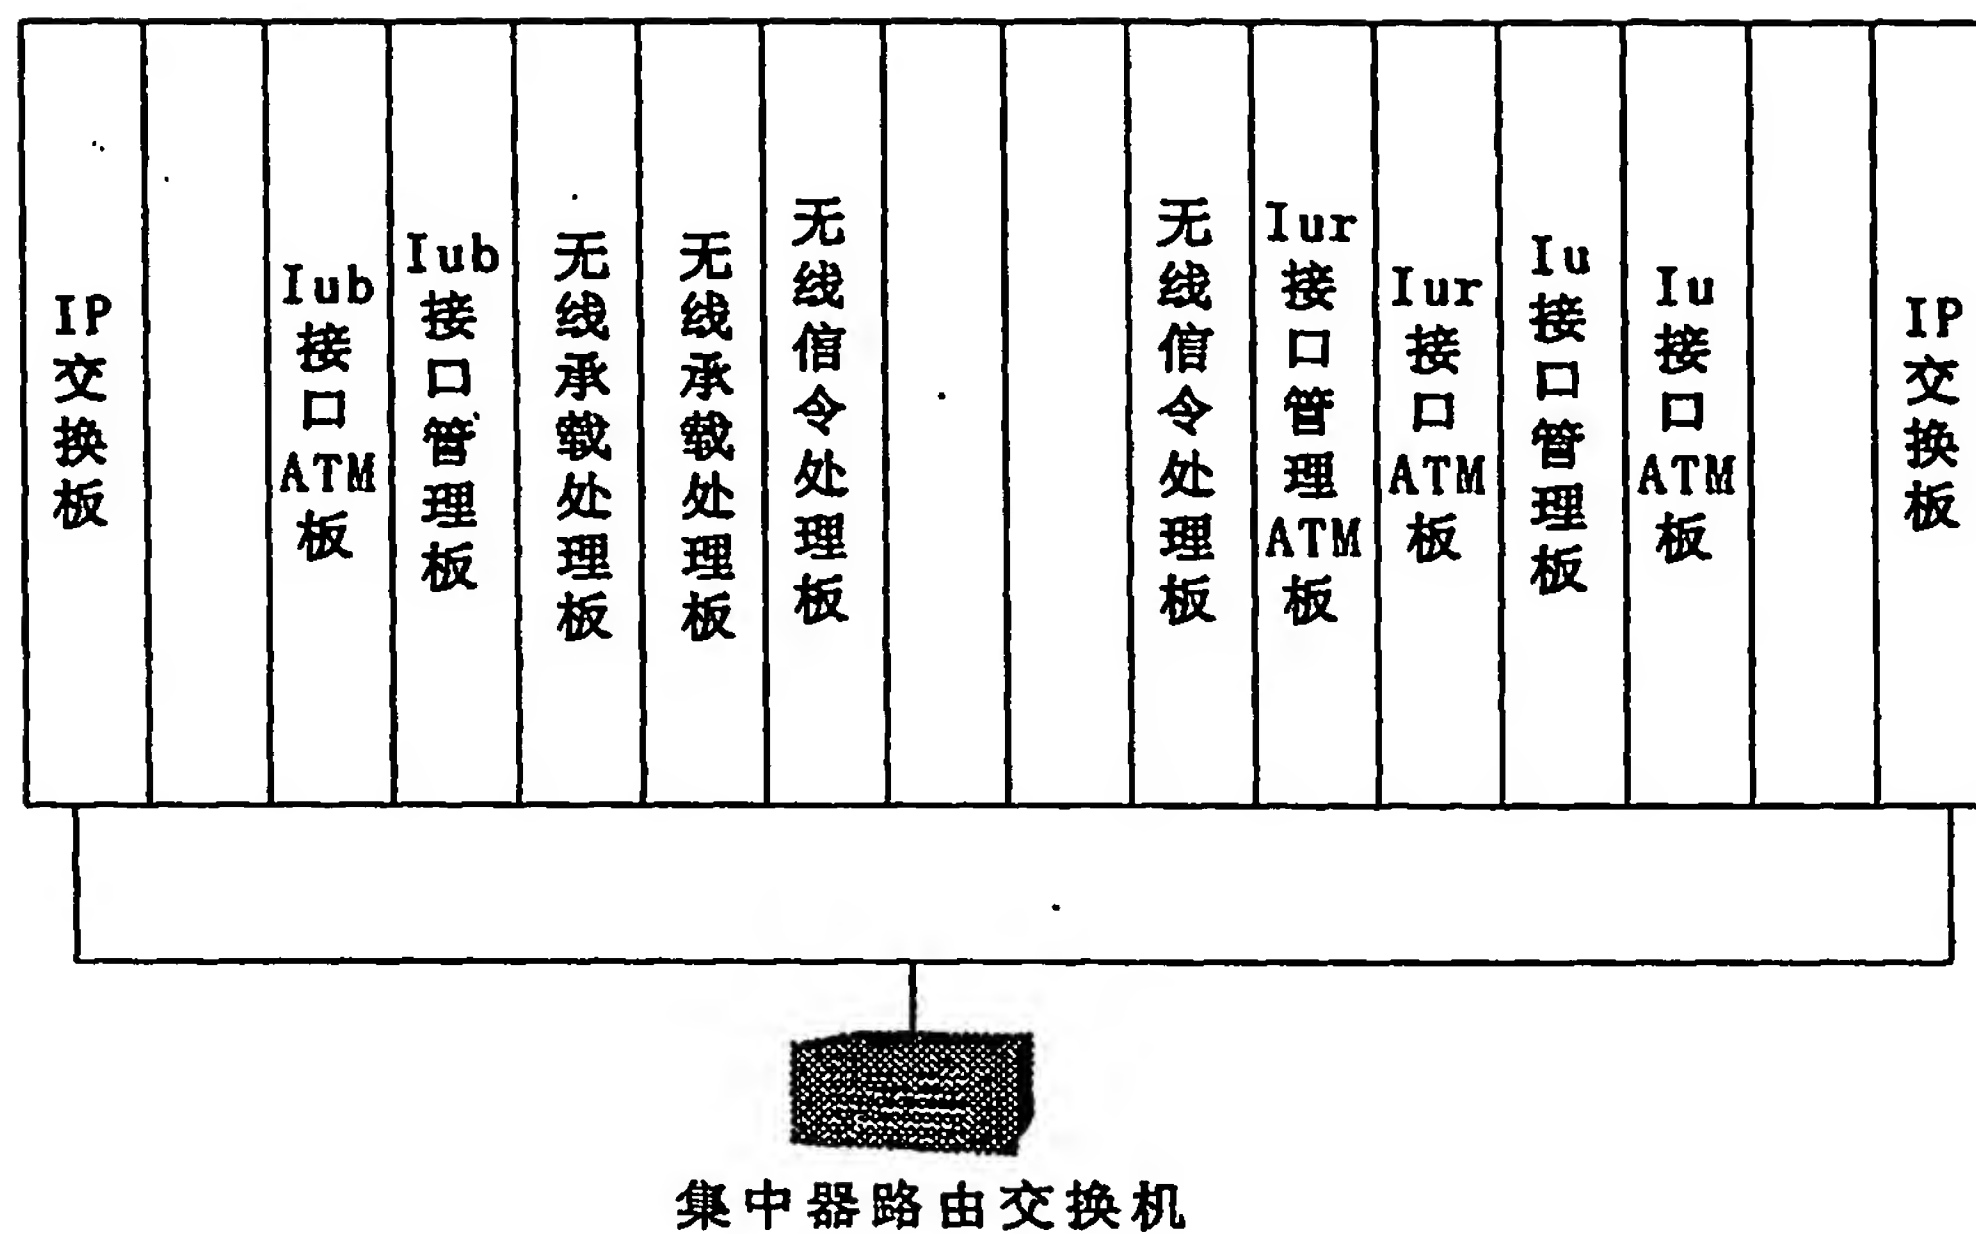 IP交换板
Iub接口ATM板
Iub接口管理板
无线承载处理板
无线承载处理板
无线信令处理板
无线信令处理板
Iur接口管理ATM板
Iur接口ATM板
Iu接口管理板
Iu接口ATM板
IP交换板
集中器路由交换机